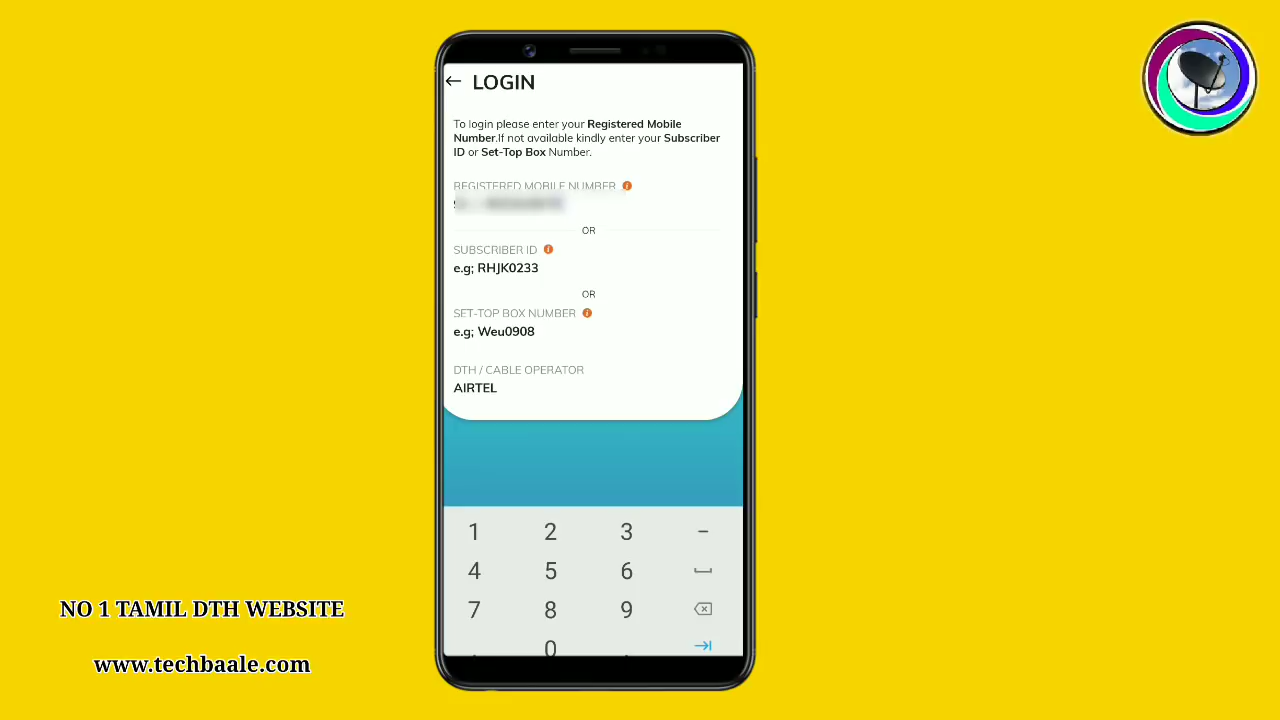 LOGIN
To login please enter your Registered Mobile
Number.If not available kindly enter your Subscriber
ID or Set-Top Box Number.
REGISTERED MOBILE NUMBER
OR
SUBSCRIBER ID
e.g; RHJK0233
OR
SET-TOP BOX NUMBER
e.g; Weu0908
DTH / CABLE OPERATOR
AIRTEL
1 2 3 -
4 5 6
7 8 9
0
NO 1 TAMIL DTH WEBSITE
www.techbaale.com